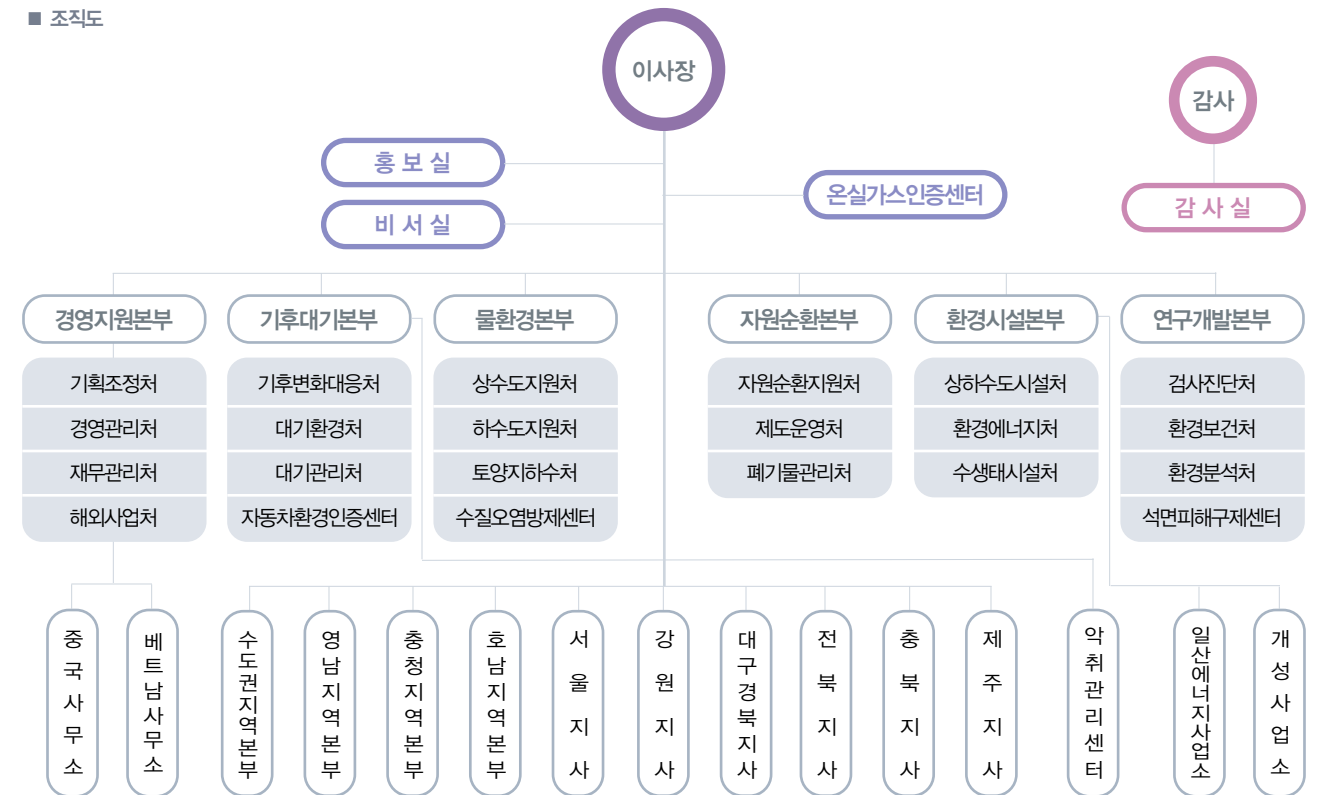 ■ 조직도
이사장
감사
홍 보 실
온실가스인증센터
비 서 실
감 사 실
경영지원본부
기획조정처
경영관리처
재무관리처
해외사업처
기후대기본부
기후변화대응처
대기환경처
대기관리처
자동차환경인증센터
물환경본부
상수도지원처
하수도지원처
토양지하수처
수질오염방제센터
자원순환본부
자원순환지원처
제도운영처
폐기물관리처
환경시설본부
상하수도시설처
환경에너지처
수생태시설처
연구개발본부
검사진단처
환경보건처
환경분석처
석면피해구제센터
중국사무소
베트남사무소
수도권지역본부
영남지역본부
충청지역본부
호남지역본부
서울지사
강원지사
대구경북지사
전북지사
충북지사
제주지사
악취관리센터
일산에너지사업소
개성사업소